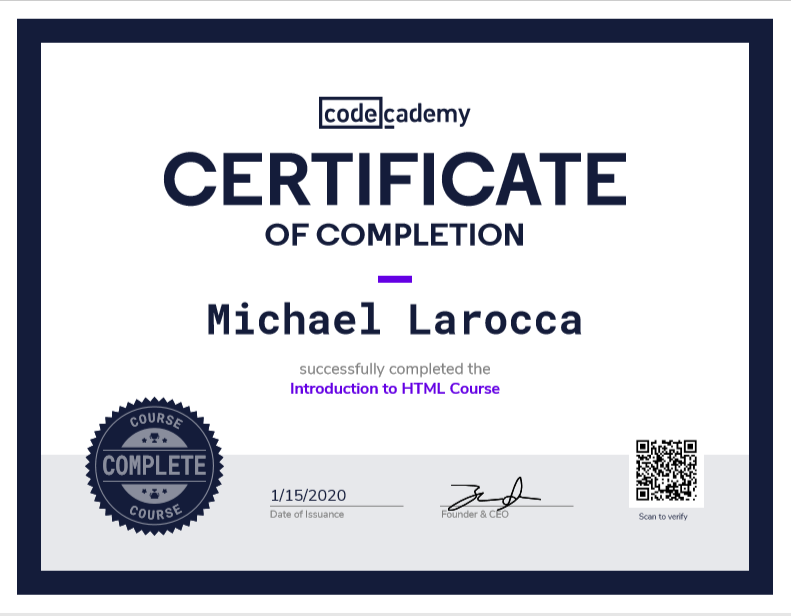 codecademy
CERTIFICATE
OF COMPLETION
Michael Larocca
successfully completed the
Introduction to HTML Course
COURSE
COMPLETE
COURSE
1/15/2020
Date of Issuance
Founder & CEO
Scan to verify